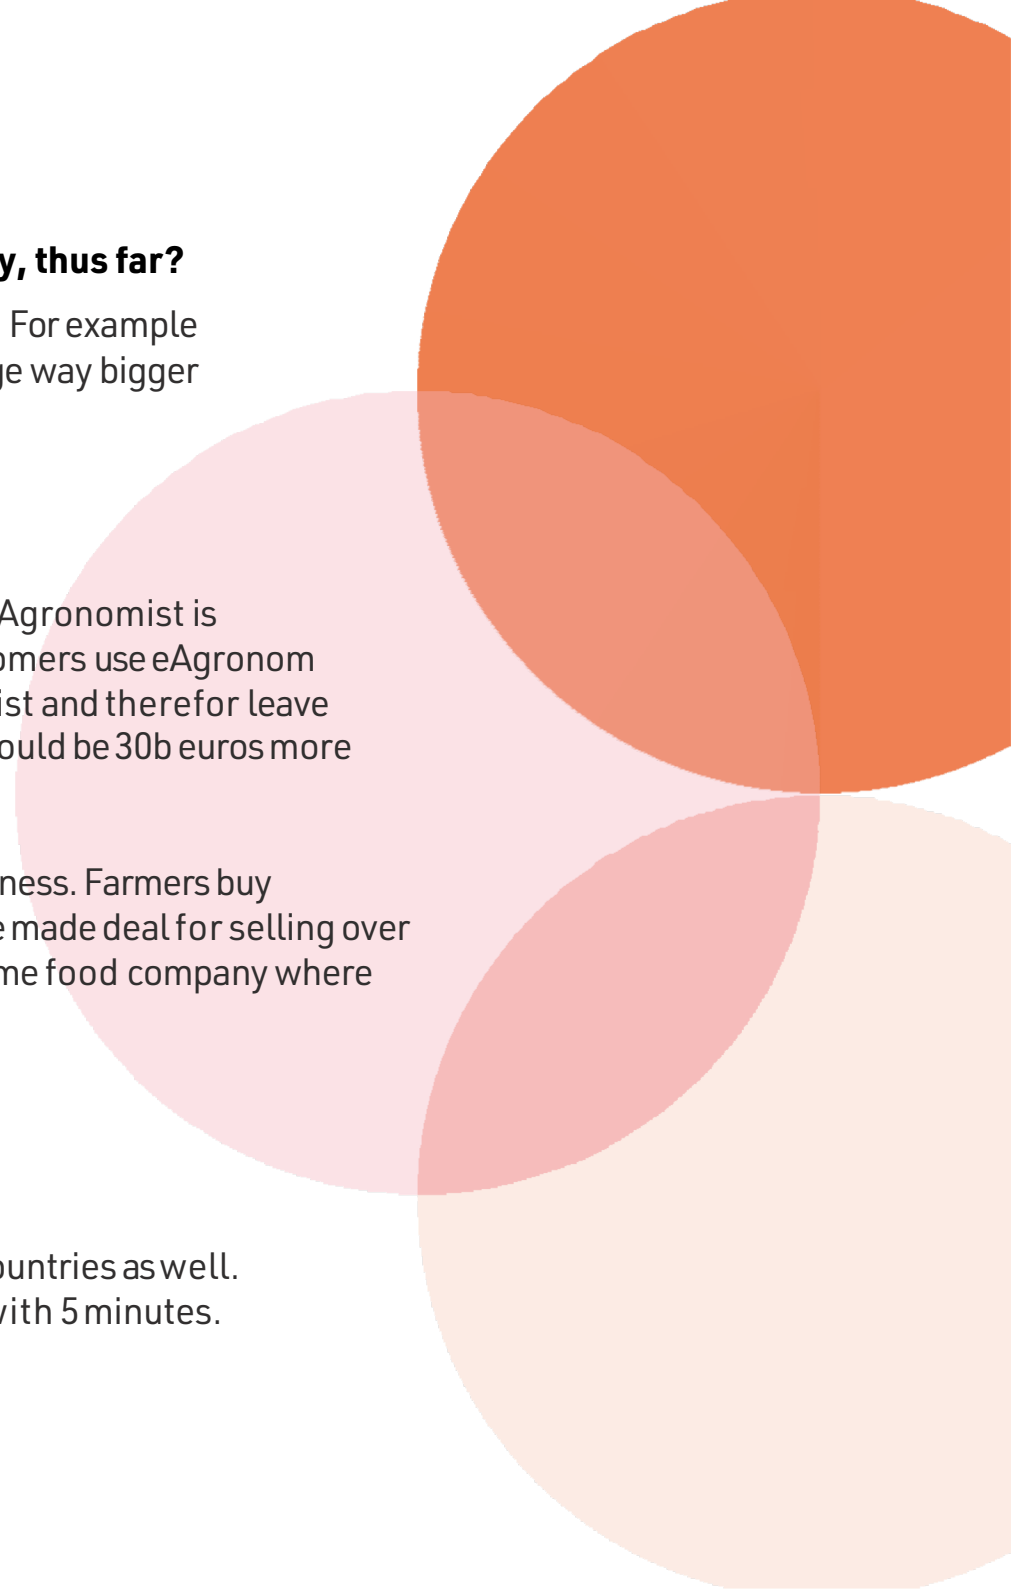 y, thus far?
For example
ge way bigger
Agronomist is
omers use eAgronom
ist and therefor leave
ould be 30b euros more
ness. Farmers buy
e made deal for selling over
me food company where
ountries as well.
with 5 minutes.